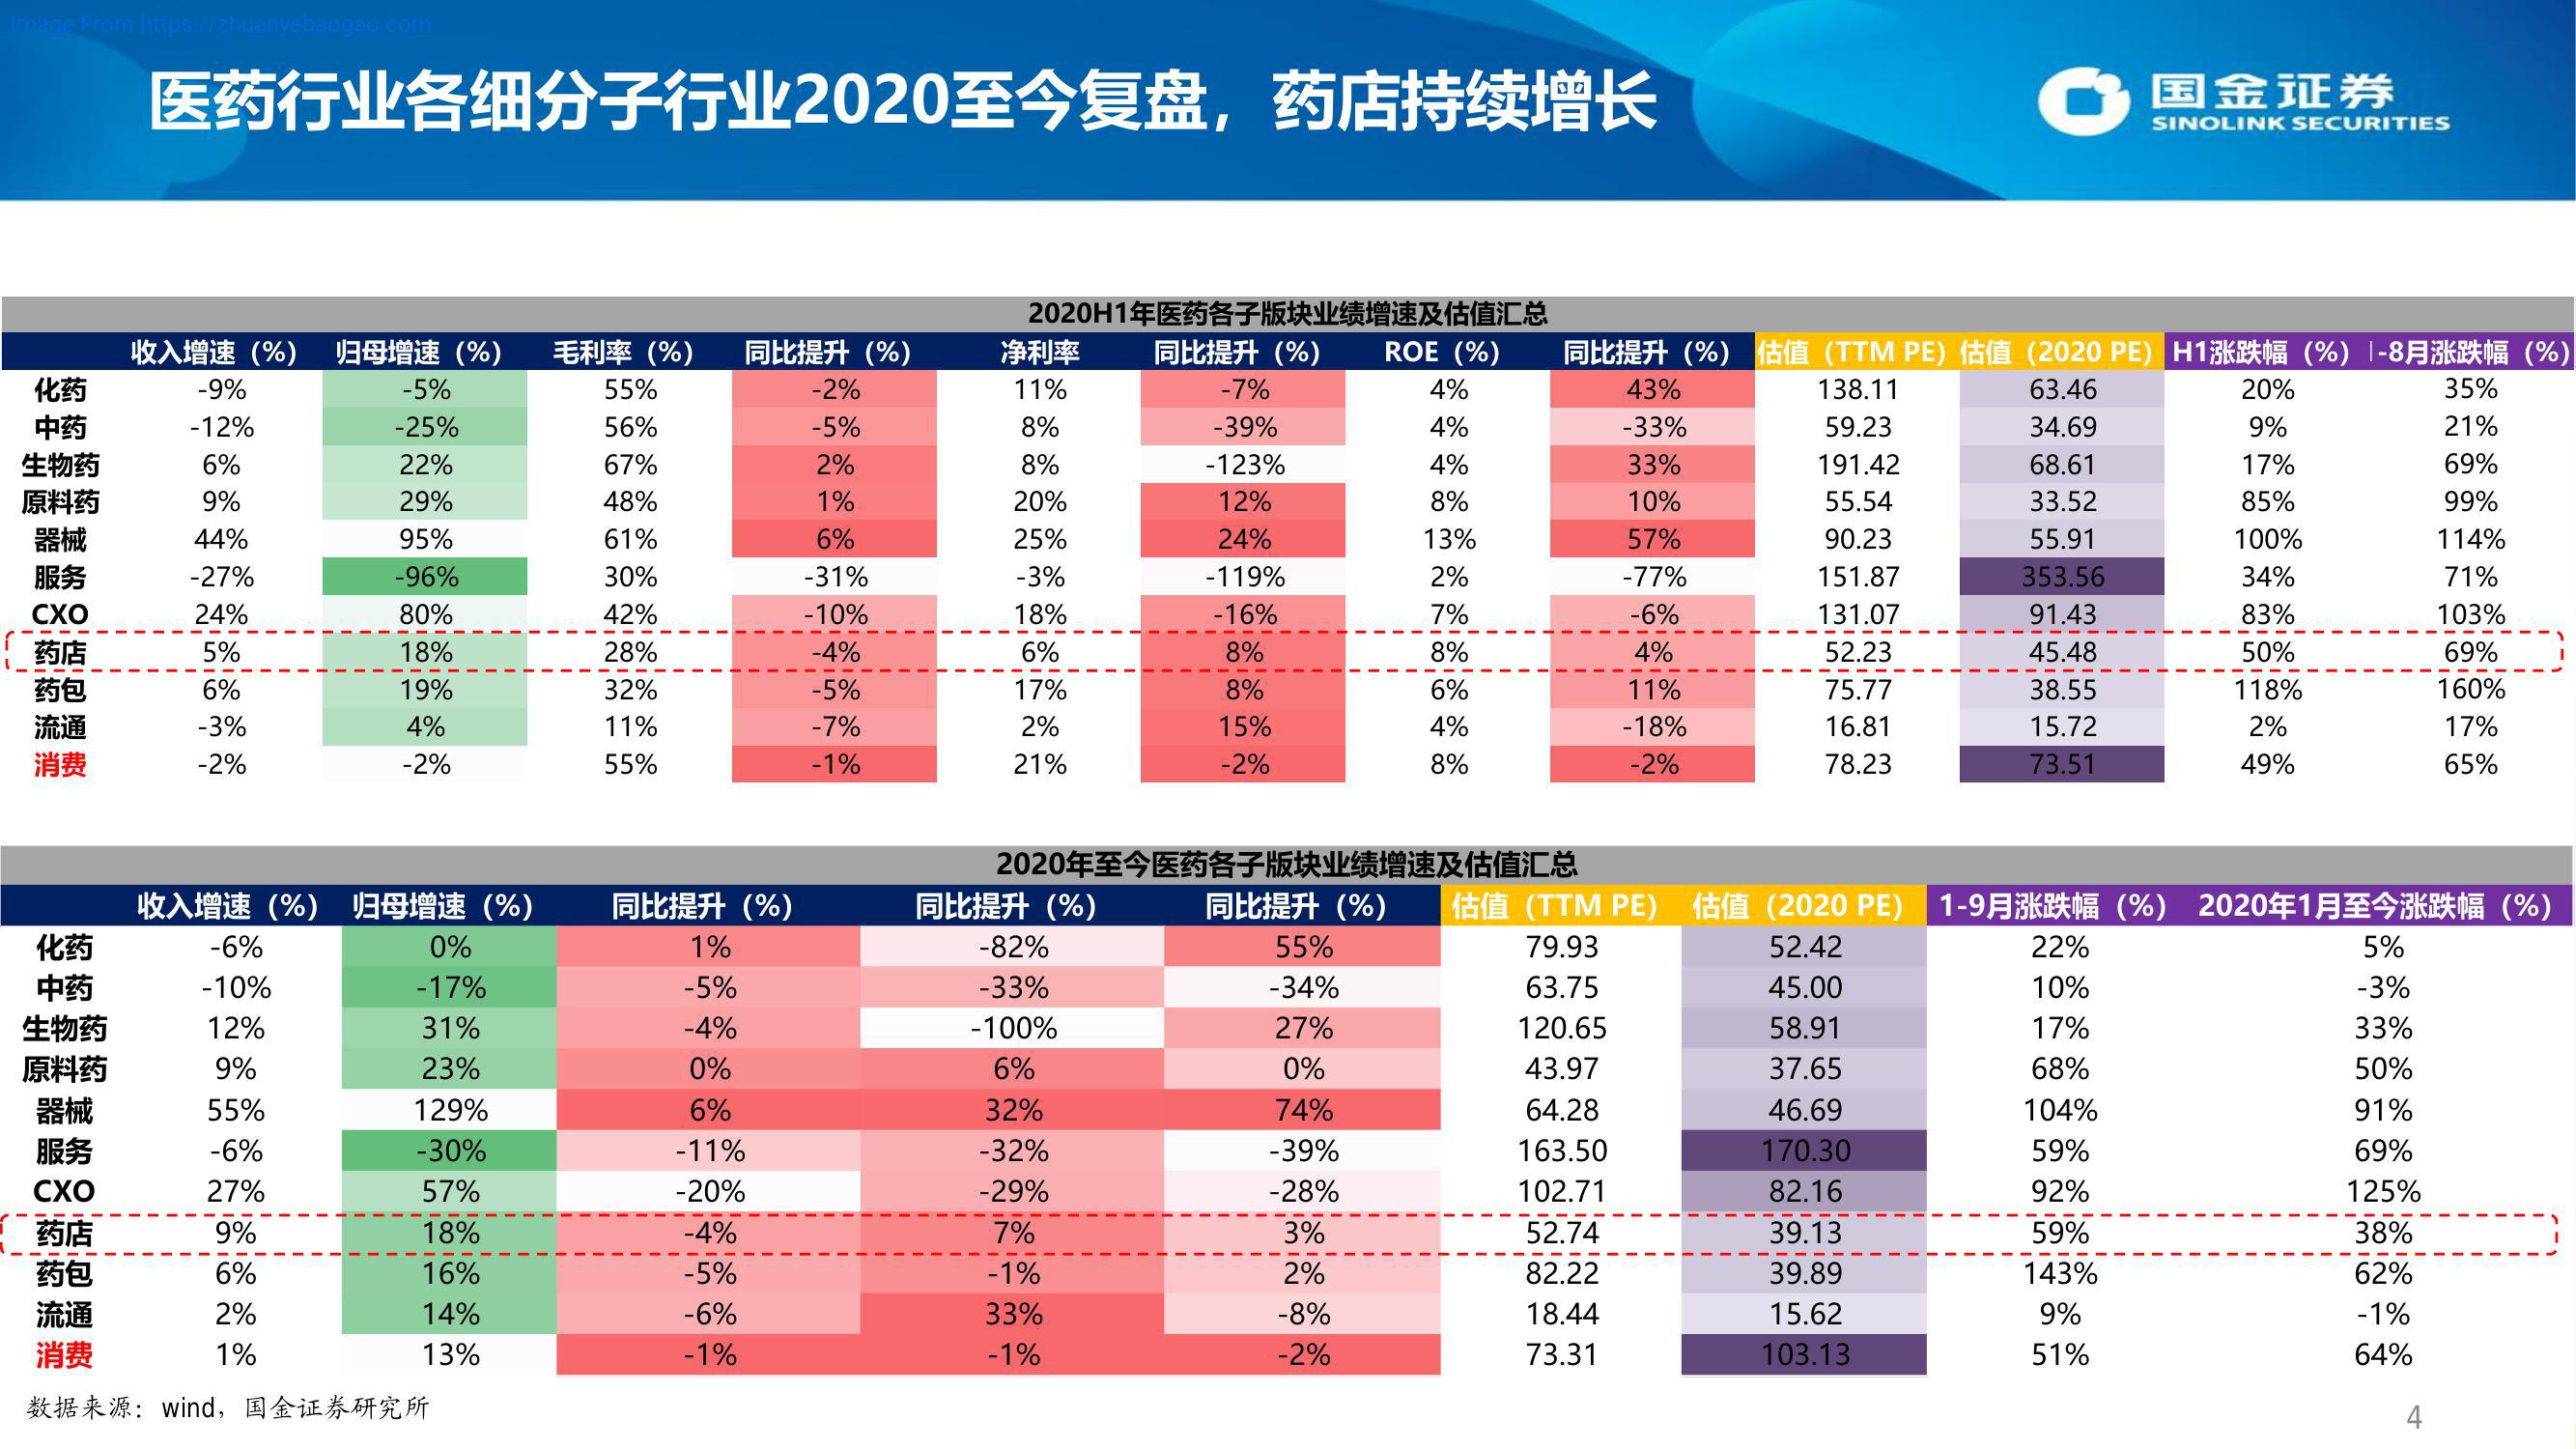 Image From https://zhuanyebaogao.com
医药行业各细分子行业2020至今复盘，药店持续增长
国金证券
SINOLINK SECURITIES
2020H1年医药各子版块业绩增速及估值汇总
收入增速（%） 归母增速（%） 毛利率（%） 同比提升（%） 净利率 同比提升（%） ROE（%） 同比提升（%） 估值（TTM PE） 估值（2020 PE） H1涨跌幅（%） -8月涨跌幅（%）
化药 -9% -5% 55% -2% 11% -7% 4% 43% 138.11 63.46 20% 35%
中药 -12% -25% 56% -5% 8% -39% 4% -33% 59.23 34.69 9% 21%
生物药 6% 22% 67% 2% 8% -123% 4% 33% 191.42 68.61 17% 69%
原料药 9% 29% 48% 1% 20% 12% 8% 10% 55.54 33.52 85% 99%
器械 44% 95% 61% 6% 25% 24% 13% 57% 90.23 55.91 100% 114%
服务 -27% -96% 30% -31% -3% -119% 2% -77% 151.87 353.56 34% 71%
CXO 24% 80% 42% -10% 18% -16% 7% -6% 131.07 91.43 83% 103%
药店 5% 18% 28% -4% 6% 8% 8% 4% 52.23 45.48 50% 69%
药包 6% 19% 32% -5% 17% 8% 6% 11% 75.77 38.55 118% 160%
流通 -3% 4% 11% -7% 2% 15% 4% -18% 16.81 15.72 2% 17%
消费 -2% -2% 55% -1% 21% -2% 8% -2% 78.23 73.51 49% 65%
2020年至今医药各子版块业绩增速及估值汇总
收入增速（%） 归母增速（%） 同比提升（%） 同比提升（%） 同比提升（%） 估值（TTM PE） 估值（2020 PE） 1-9月涨跌幅（%） 2020年1月至今涨跌幅（%）
化药 -6% 0% 1% -82% 55% 79.93 52.42 22% 5%
中药 -10% -17% -5% -33% -34% 63.75 45.00 10% -3%
生物药 12% 31% -4% -100% 27% 120.65 58.91 17% 33%
原料药 9% 23% 0% 6% 0% 43.97 37.65 68% 50%
器械 55% 129% 6% 32% 74% 64.28 46.69 104% 91%
服务 -6% -30% -11% -32% -39% 163.50 170.30 59% 69%
CXO 27% 57% -20% -29% -28% 102.71 82.16 92% 125%
药店 9% 18% -4% 7% 3% 52.74 39.13 59% 38%
药包 6% 16% -5% -1% 2% 82.22 39.89 143% 62%
流通 2% 14% -6% 33% -8% 18.44 15.62 9% -1%
消费 1% 13% -1% -1% -2% 73.31 103.13 51% 64%
数据来源：wind，国金证券研究所
4